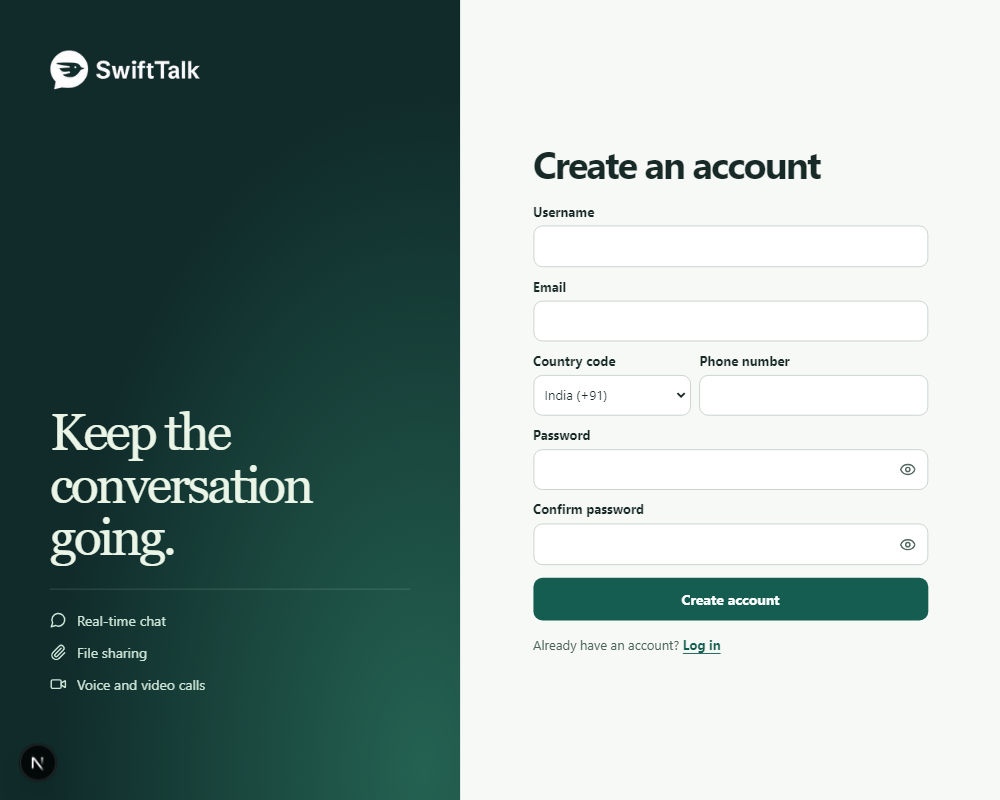 SwiftTalk
Keep the
conversation
going.
Real-time chat
File sharing
Voice and video calls
N
Create an account
Username
Email
Country code
Phone number
India (+91)
Password
Confirm password
Create account
Already have an account? Log in